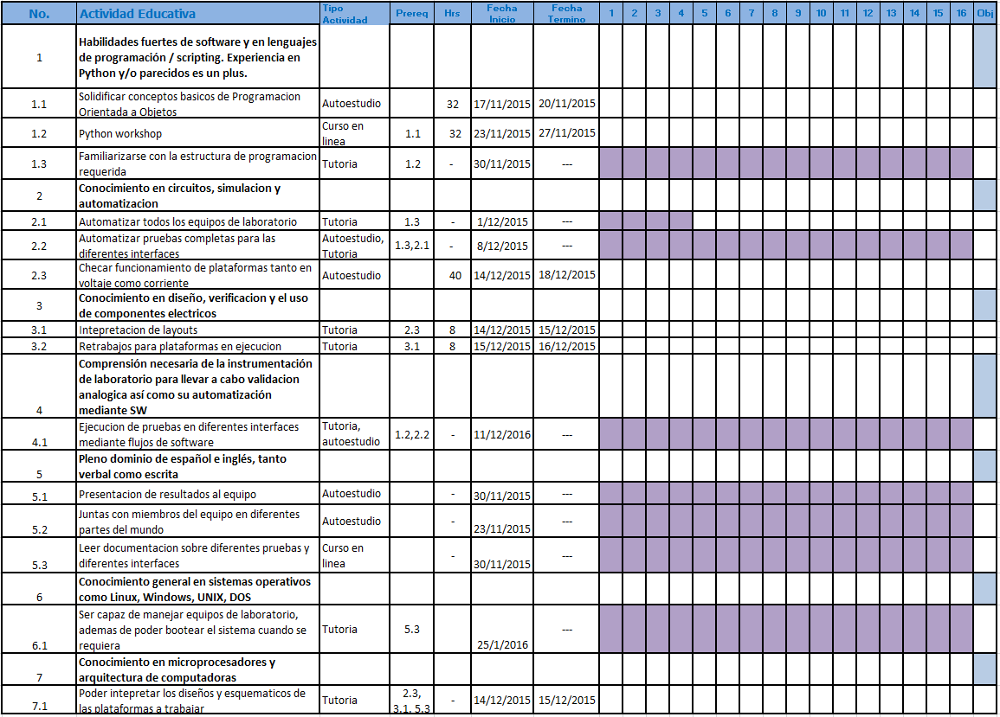 No. Actividad Educativa Tipo Actividad Prereq Hrs Fecha Inicio Fecha Termino 1 2 3 4 5 6 7 8 9 10 11 12 13 14 15 16 Obj
1 Habilidades fuertes de software y en lenguajes
de programación / scripting. Experiencia en
Python y/o parecidos es un plus.
1.1 Solidificar conceptos basicos de Programacion
Orientada a Objetos Autoestudio 32 17/11/2015 20/11/2015
1.2 Python workshop Curso en
linea 1.1 32 23/11/2015 27/11/2015
1.3 Familiarizarse con la estructura de programacion
requerida Tutoria 1.2 - 30/11/2015 ---
2 Conocimiento en circuitos, simulacion y
automatizacion
2.1 Automatizar todos los equipos de laboratorio Tutoria 1.3 - 1/12/2015 ---
2.2 Automatizar pruebas completas para las
diferentes interfaces Autoestudio,
Tutoria 1.3,2.1 - 8/12/2015 ---
2.3 Checar funcionamiento de plataformas tanto en
voltaje como corriente Autoestudio 40 14/12/2015 18/12/2015
3 Conocimiento en diseño, verificacion y el uso
de componentes electricos
3.1 Intepretacion de layouts Tutoria 2.3 8 14/12/2015 15/12/2015
3.2 Retrabajos para plataformas en ejecucion Tutoria 3.1 8 15/12/2015 16/12/2015
4 Comprensión necesaria de la instrumentación
de laboratorio para llevar a cabo validacion
analogica así como su automatización
mediante SW
4.1 Ejecucion de pruebas en diferentes interfaces
mediante flujos de software Tutoria,
autoestudio 1.2,2.2 - 11/12/2016 ---
5 Pleno dominio de español e inglés, tanto
verbal como escrita
5.1 Presentacion de resultados al equipo Autoestudio - 30/11/2015 ---
5.2 Juntas con miembros del equipo en diferentes
partes del mundo Autoestudio - 23/11/2015 ---
5.3 Leer documentacion sobre diferentes pruebas y
diferentes interfaces Curso en
linea - 30/11/2015 ---
6 Conocimiento general en sistemas operativos
como Linux, Windows, UNIX, DOS
6.1 Ser capaz de manejar equipos de laboratorio,
ademas de poder bootear el sistema cuando se
requiera Tutoria 5.3 25/1/2016 ---
7 Conocimiento en microprocesadores y
arquitectura de computadoras
7.1 Poder intepretar los diseños y esquematicos de
las plataformas a trabajar Tutoria 2.3,
3.1, 5.3 - 14/12/2015 15/12/2015